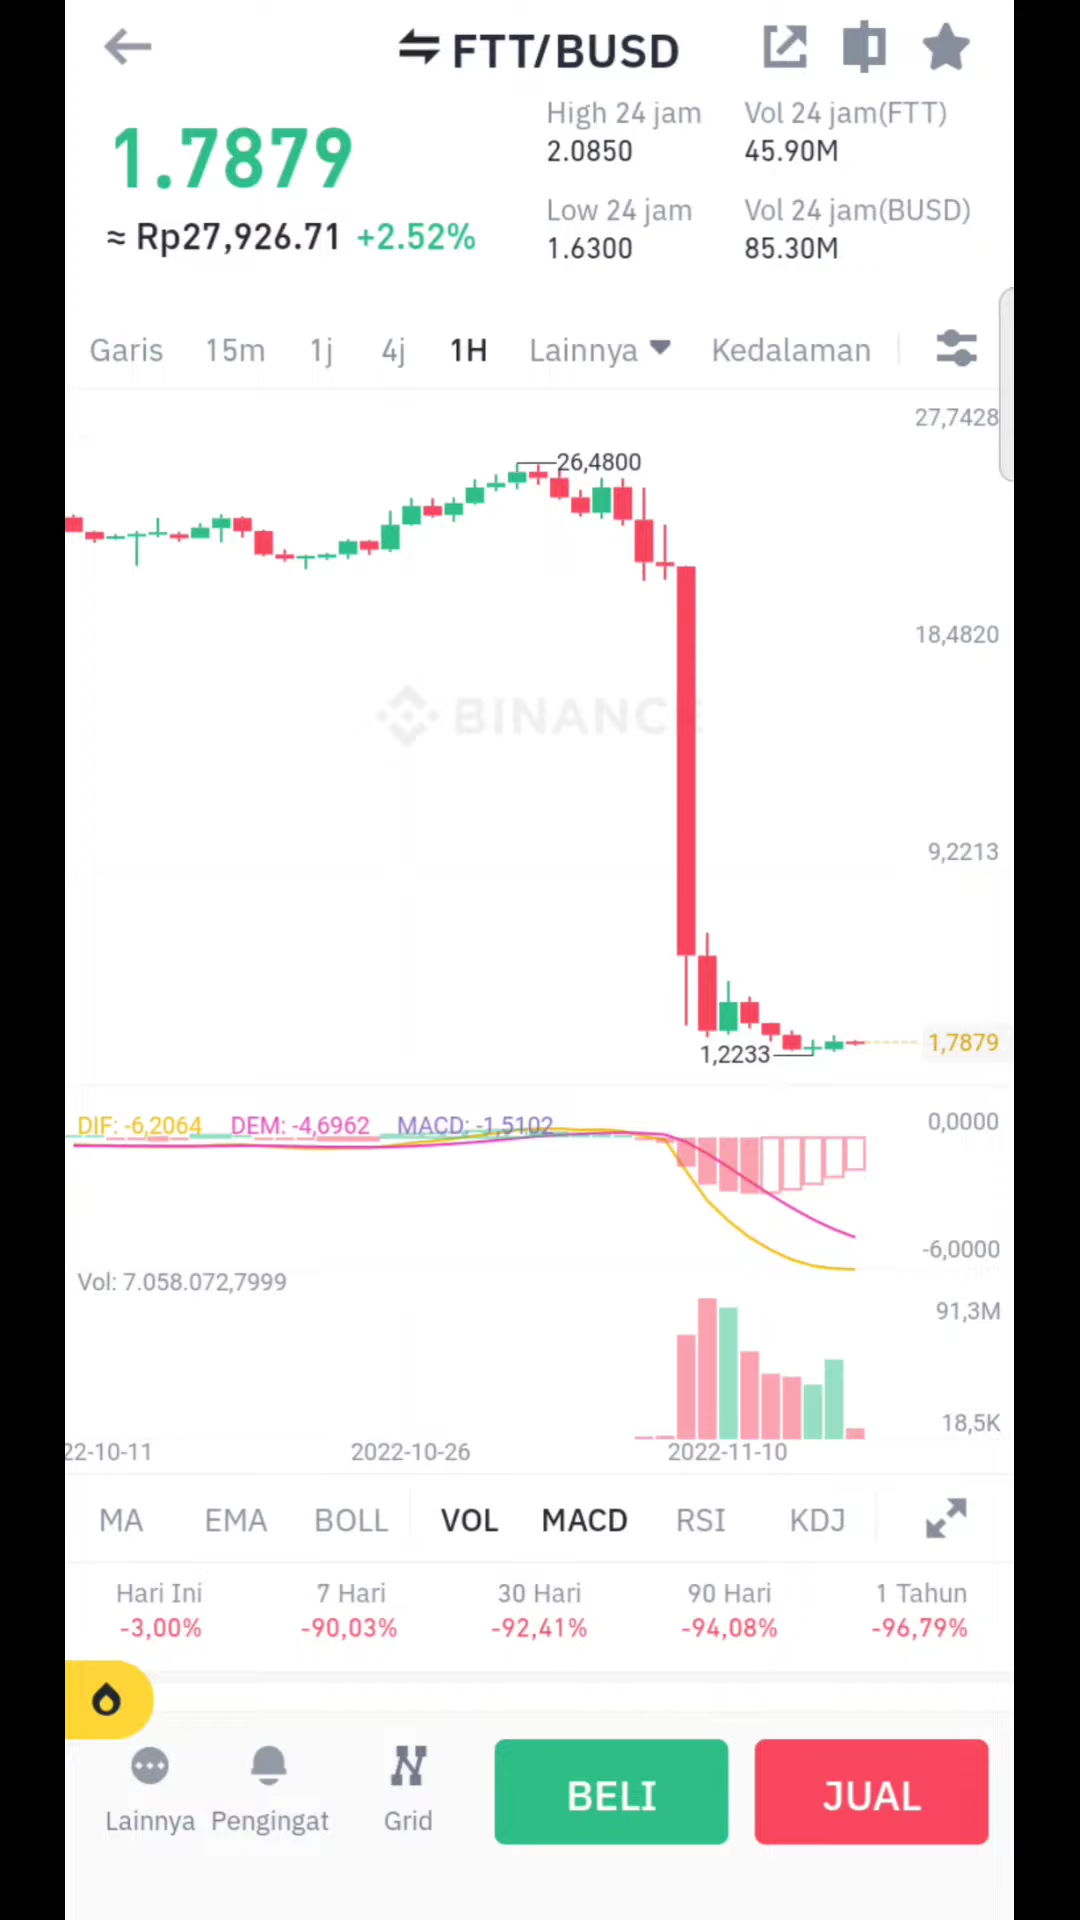 FTT/BUSD
1.7879
≈ Rp27,926.71 +2.52%
High 24 jam
2.0850
Vol 24 jam(FTT)
45.90M
Low 24 jam
1.6300
Vol 24 jam(BUSD)
85.30M
Garis 15m 1j 4j 1H Lainnya Kedalaman
27,7428
26,4800
18,4820
BINANCE
9,2213
1,7879
1,2233
DIF: -6,2064 DEM: -4,6962 MACD: -1,5102
0,0000
-6,0000
Vol: 7.058.072,7999
91,3M
18,5K
22-10-11 2022-10-26 2022-11-10
MA EMA BOLL VOL MACD RSI KDJ
Hari Ini 7 Hari 30 Hari 90 Hari 1 Tahun
-3,00% -90,03% -92,41% -94,08% -96,79%
Lainnya Pengingat Grid
BELI
JUAL